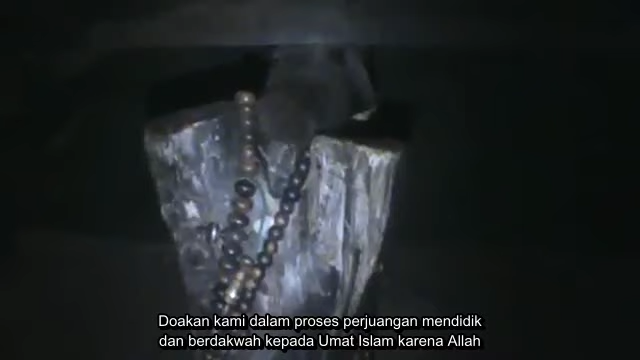 Doakan kami dalam proses perjuangan mendidik
dan berdakwah kepada Umat Islam karena Allah